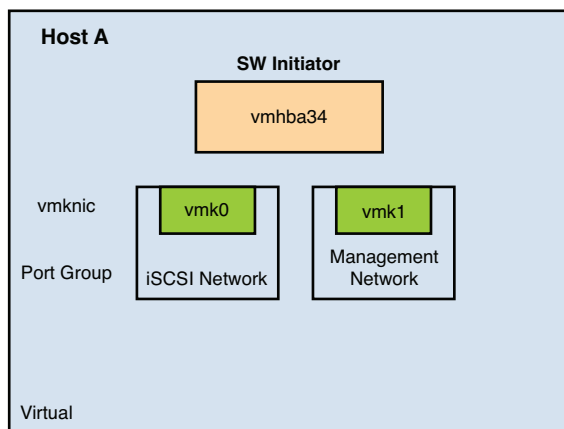 Host A
SW Initiator
vmhba34
vmknic
vmk0
vmk1
Port Group
iSCSI Network
Management
Network
Virtual